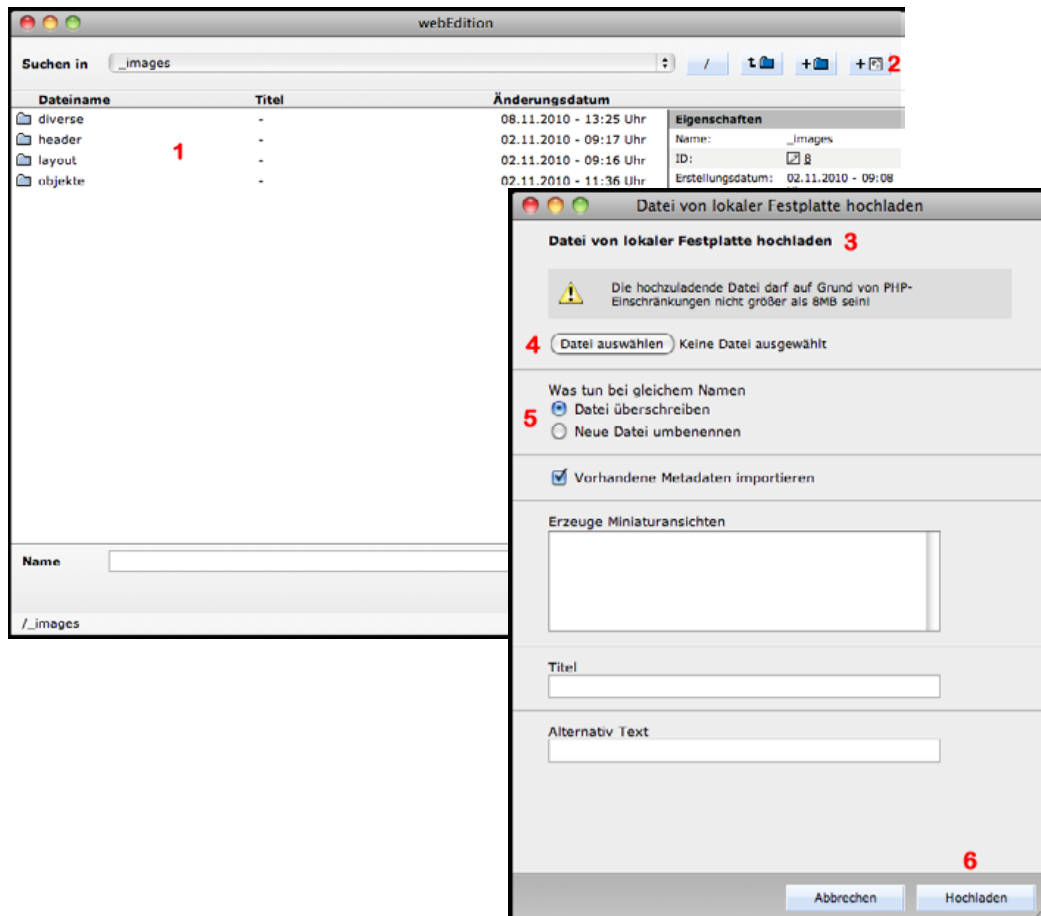 webEdition
Suchen in _images / + + 2
Dateiname Titel Änderungsdatum
diverse - 08.11.2010 - 13:25 Uhr
header - 02.11.2010 - 09:17 Uhr
layout - 02.11.2010 - 09:16 Uhr
objekte - 02.11.2010 - 11:36 Uhr
1
Eigenschaften
Name: _images
ID: 8
Erstellungsdatum: 02.11.2010 - 09:08
Name
/_images
Datei von lokaler Festplatte hochladen
Datei von lokaler Festplatte hochladen 3
Die hochzuladende Datei darf auf Grund von PHP-
Einschränkungen nicht größer als 8MB sein!
4 Datei auswählen Keine Datei ausgewählt
Was tun bei gleichem Namen
5 Datei überschreiben
Neue Datei umbenennen
Vorhandene Metadaten importieren
Erzeuge Miniaturansichten
Titel
Alternativ Text
6
Abbrechen Hochladen